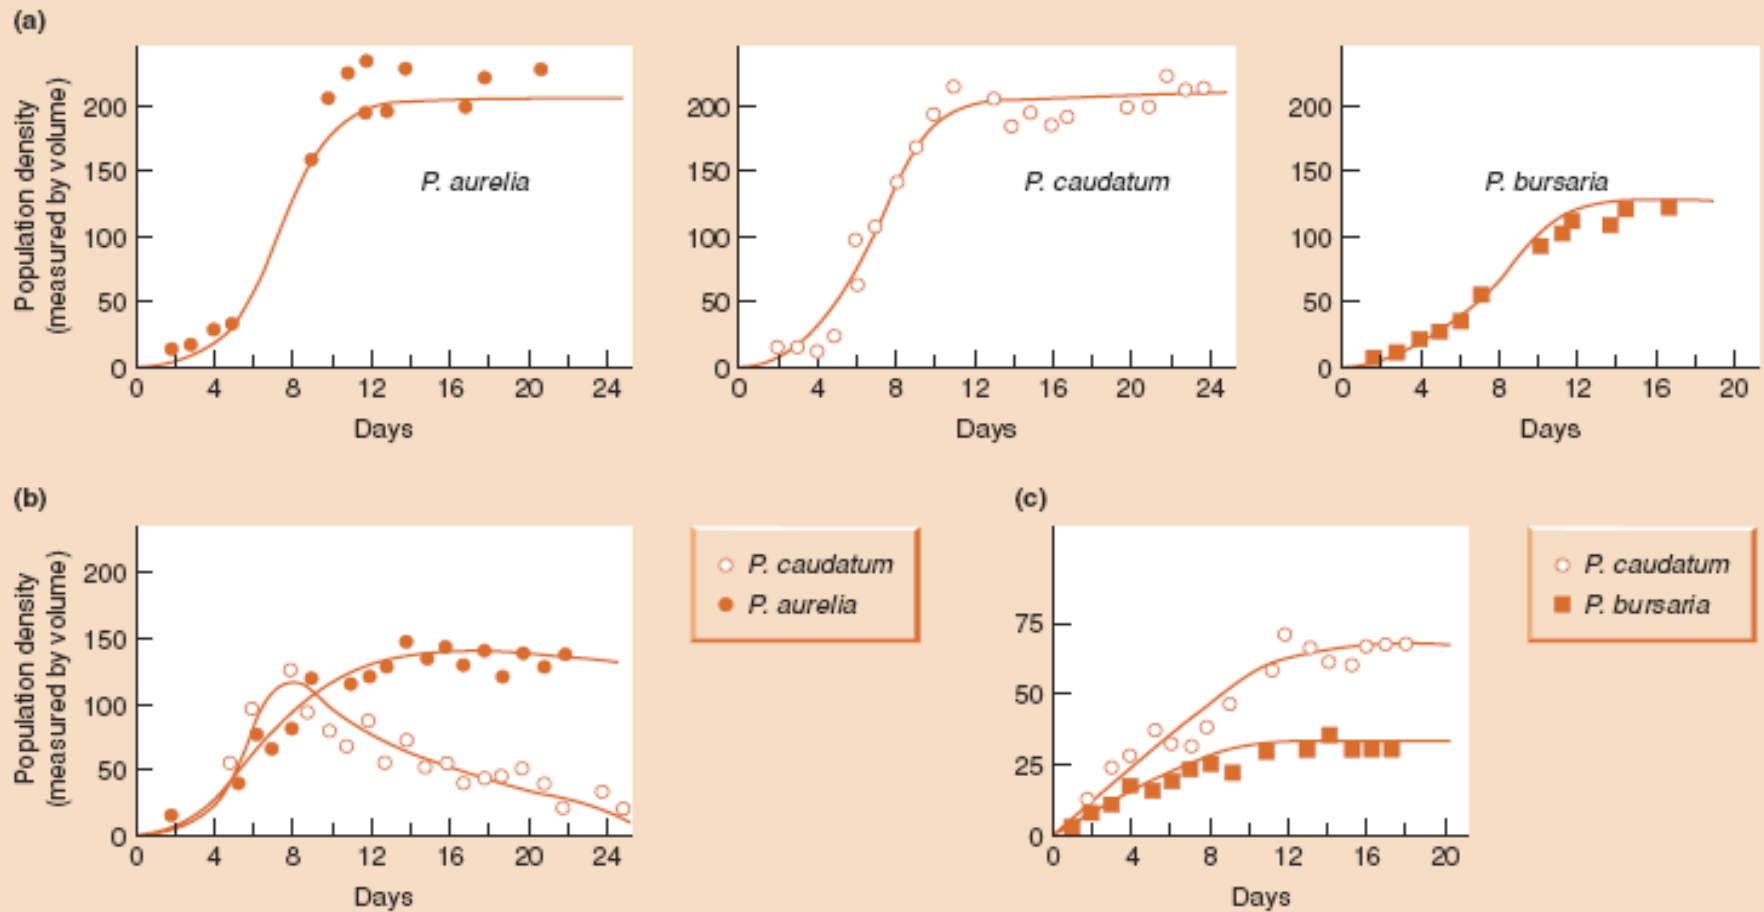 (a)
Population density
(measured by volume)
200
150
100
50
0
0 4 8 12 16 20 24
Days
P. aurelia
200
150
100
50
0
0 4 8 12 16 20 24
Days
P. caudatum
200
150
100
50
0
0 4 8 12 16 20
Days
P. bursaria
(b)
Population density
(measured by volume)
200
150
100
50
0
0 4 8 12 16 20 24
Days
P. caudatum
P. aurelia
(c)
75
50
25
0
0 4 8 12 16 20
Days
P. caudatum
P. bursaria